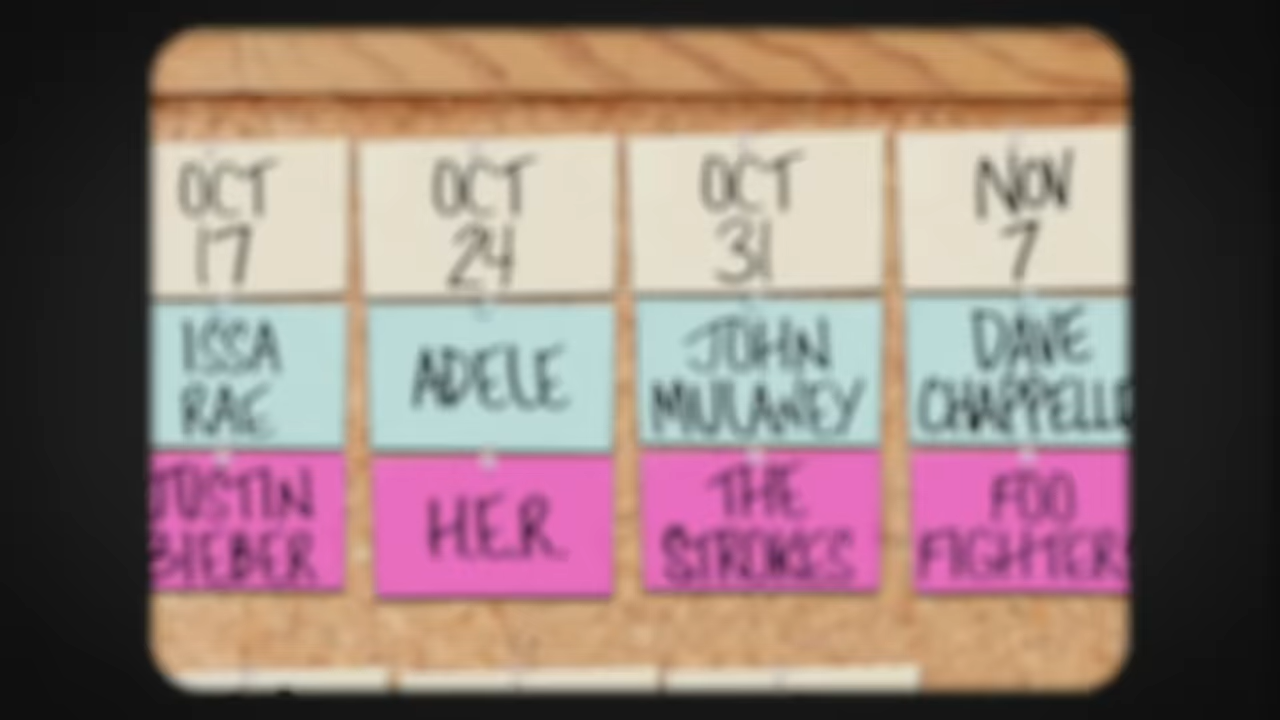 OCT
17
OCT
24
OCT
31
NOV
7
ISSA
RAE
ADELE
JOHN
MULANEY
DAVE
CHAPPELLE
JUSTIN
BIEBER
H.E.R.
THE
STROKES
FOO
FIGHTERS